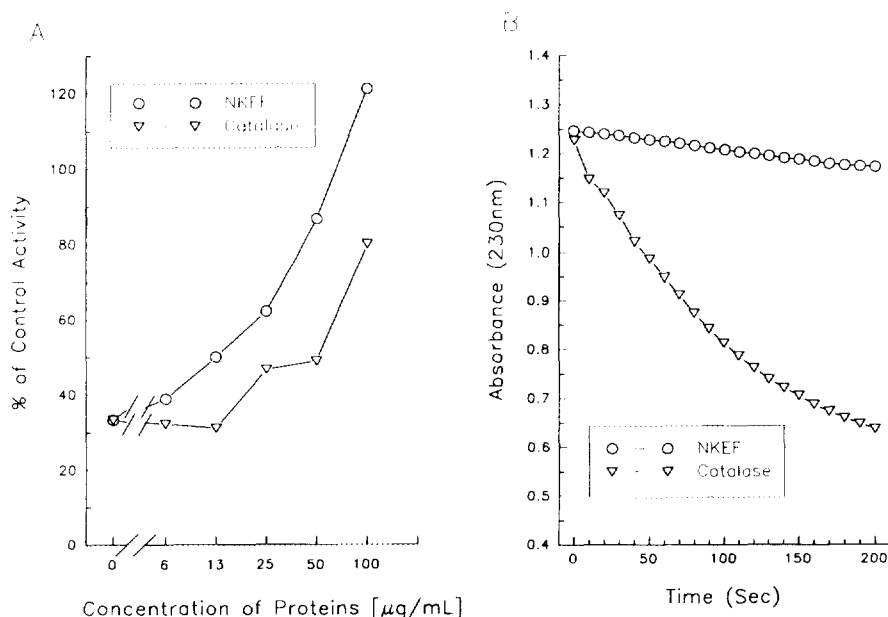 A
% of Control Activity
120
100
80
60
40
20
0
NKEF
Catalase
0 6 13 25 50 100
Concentration of Proteins [µg/mL]
B
Absorbance (230nm)
1.4
1.3
1.2
1.1
1.0
0.9
0.8
0.7
0.6
0.5
0.4
NKEF
Catalase
0 50 100 150 200
Time (Sec)